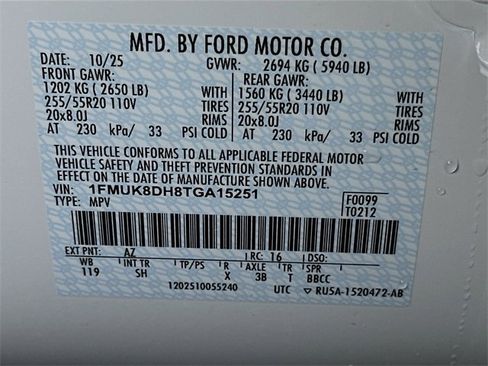 MFD. BY FORD MOTOR CO.
DATE: 10/25 GVWR: 2694 KG ( 5940 LB)
FRONT GAWR: REAR GAWR:
1202 KG ( 2650 LB) WITH 1560 KG ( 3440 LB) WITH
255/55R20 110V TIRES 255/55R20 110V TIRES
20x8.0J RIMS 20x8.0J RIMS
AT 230 kPa/ 33 PSI COLD AT 230 kPa/ 33 PSI COLD
THIS VEHICLE CONFORMS TO ALL APPLICABLE FEDERAL MOTOR
VEHICLE SAFETY AND THEFT PREVENTION STANDARDS IN
EFFECT ON THE DATE OF MANUFACTURE SHOWN ABOVE.
VIN: 1FMUK8DH8TGA15251 F0099
TYPE: MPV T0212
EXT PNT: AZ RC: 16 DSO:
WB INT TR TP/PS R AXLE TR SPR
119 SH X 3B T BBCC
1202510055240 UTC RU5A-1520472-AB